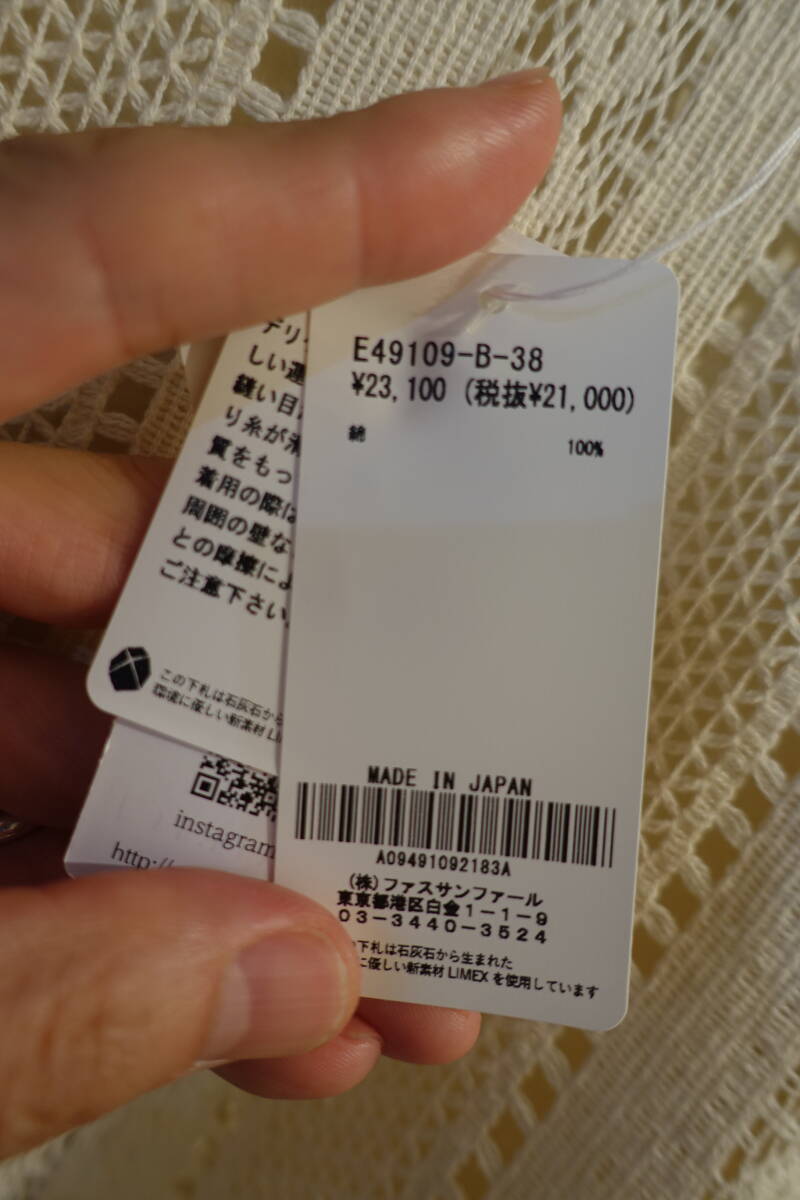 E49109-B-38
¥23,100 (税抜¥21,000)
綿 100%
MADE IN JAPAN
A09491092183A
(株)ファスサンファール
東京都港区白金1-1-9
03-3440-3524
下札は石灰石から生まれた
に優しい新素材 LIMEX を使用しています
デリ
しい
縫い目
り糸が
質をもっ
着用の際は
周囲の壁な
との摩擦によ
ご注意下さい
この下札は石灰石から
環境に優しい新素材 LI
instagram
http:/